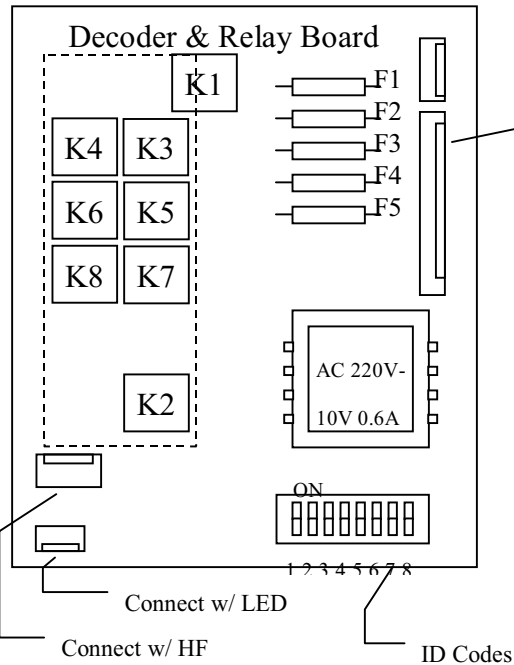 Decoder & Relay Board
K1
F1
F2
F3
F4
F5
K4 K3
K6 K5
K8 K7
K2
AC 220V-
10V 0.6A
ON
1 2 3 4 5 6 7 8
Connect w/ LED
Connect w/ HF
ID Codes